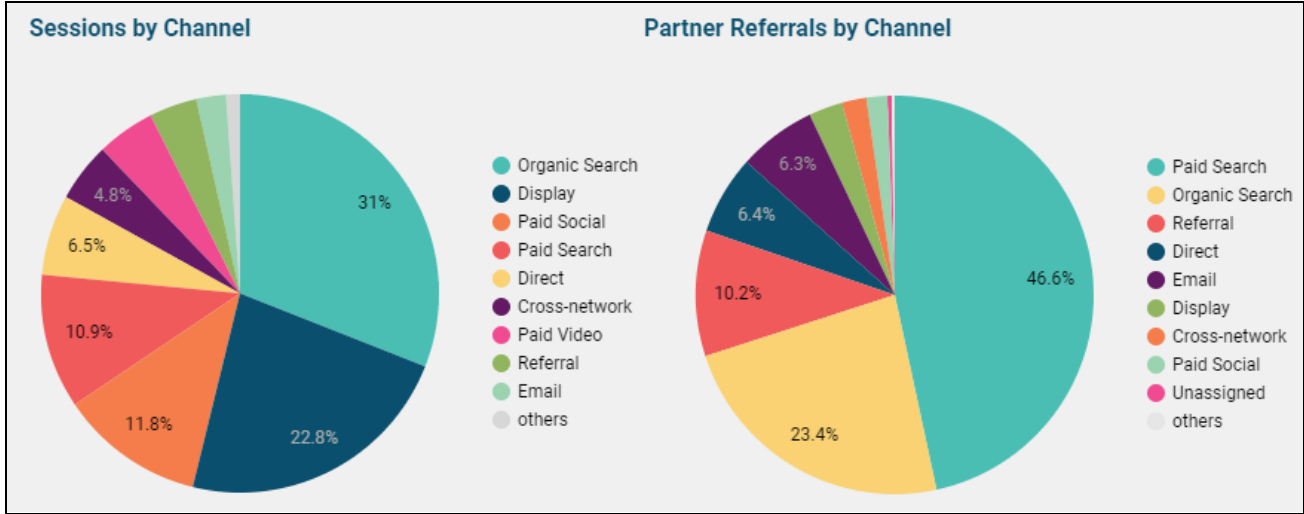 Sessions by Channel
31%
22.8%
11.8%
10.9%
6.5%
4.8%
Organic Search
Display
Paid Social
Paid Search
Direct
Cross-network
Paid Video
Referral
Email
others
Partner Referrals by Channel
46.6%
23.4%
10.2%
6.4%
6.3%
Paid Search
Organic Search
Referral
Direct
Email
Display
Cross-network
Paid Social
Unassigned
others